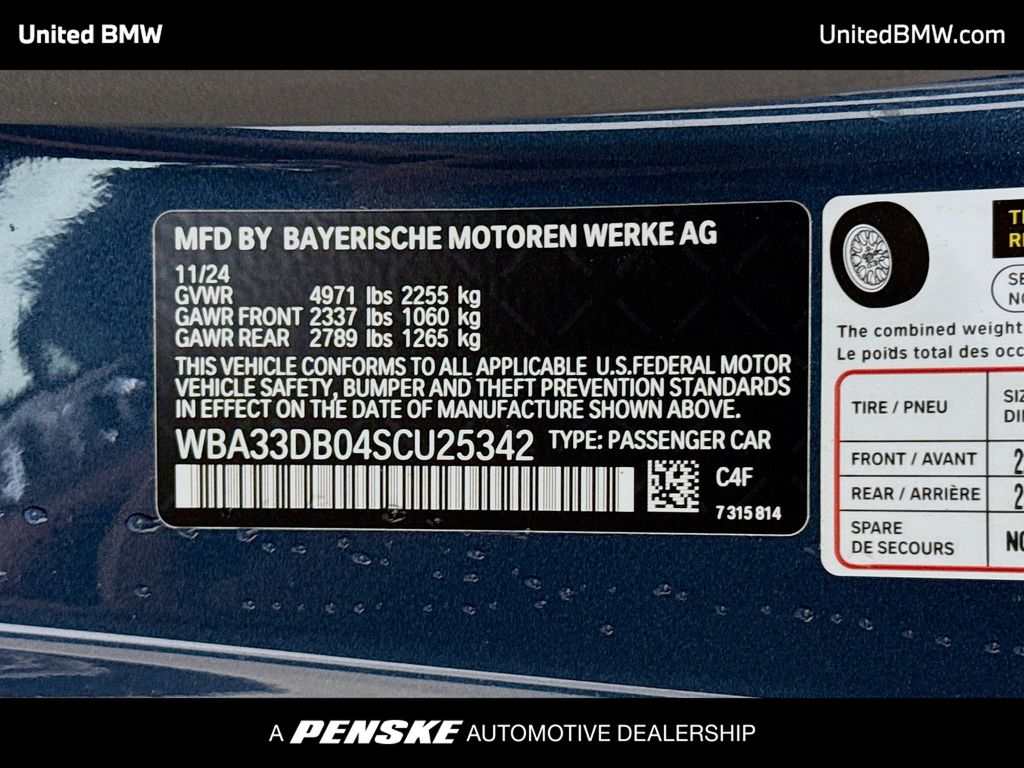 United BMW
UnitedBMW.com
MFD BY BAYERISCHE MOTOREN WERKE AG
11/24
GVWR 4971 lbs 2255 kg
GAWR FRONT 2337 lbs 1060 kg
GAWR REAR 2789 lbs 1265 kg
THIS VEHICLE CONFORMS TO ALL APPLICABLE U.S.FEDERAL MOTOR
VEHICLE SAFETY, BUMPER AND THEFT PREVENTION STANDARDS
IN EFFECT ON THE DATE OF MANUFACTURE SHOWN ABOVE.
WBA33DB04SCU25342 TYPE: PASSENGER CAR
C4F
7315814
The combined weight
Le poids total des
TIRE / PNEU
FRONT / AVANT
REAR / ARRIÈRE
SPARE
DE SECOURS
A PENSKE AUTOMOTIVE DEALERSHIP